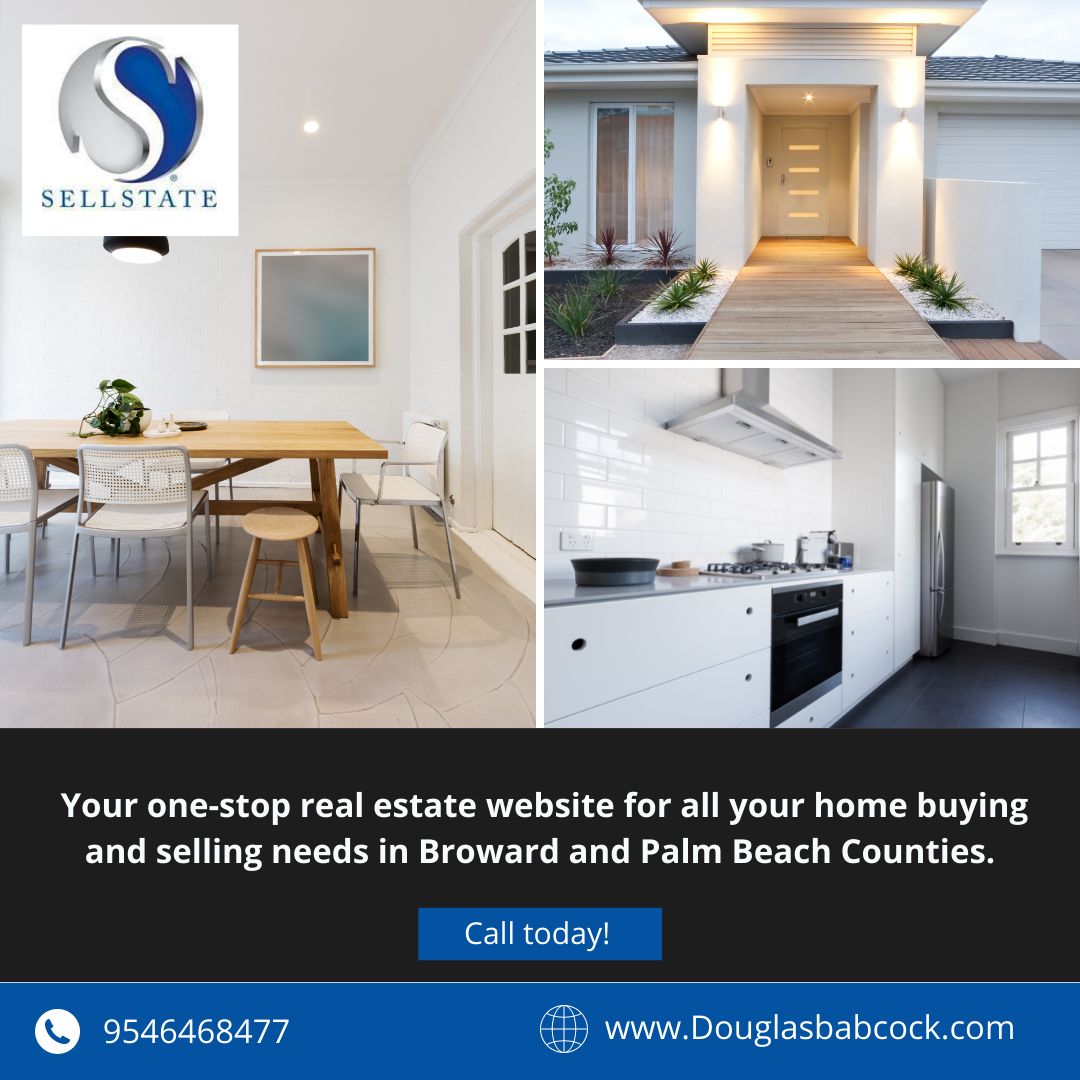 SELLSTATE
Your one-stop real estate website for all your home buying
and selling needs in Broward and Palm Beach Counties.
Call today!
9546468477
www.Douglasbabcock.com